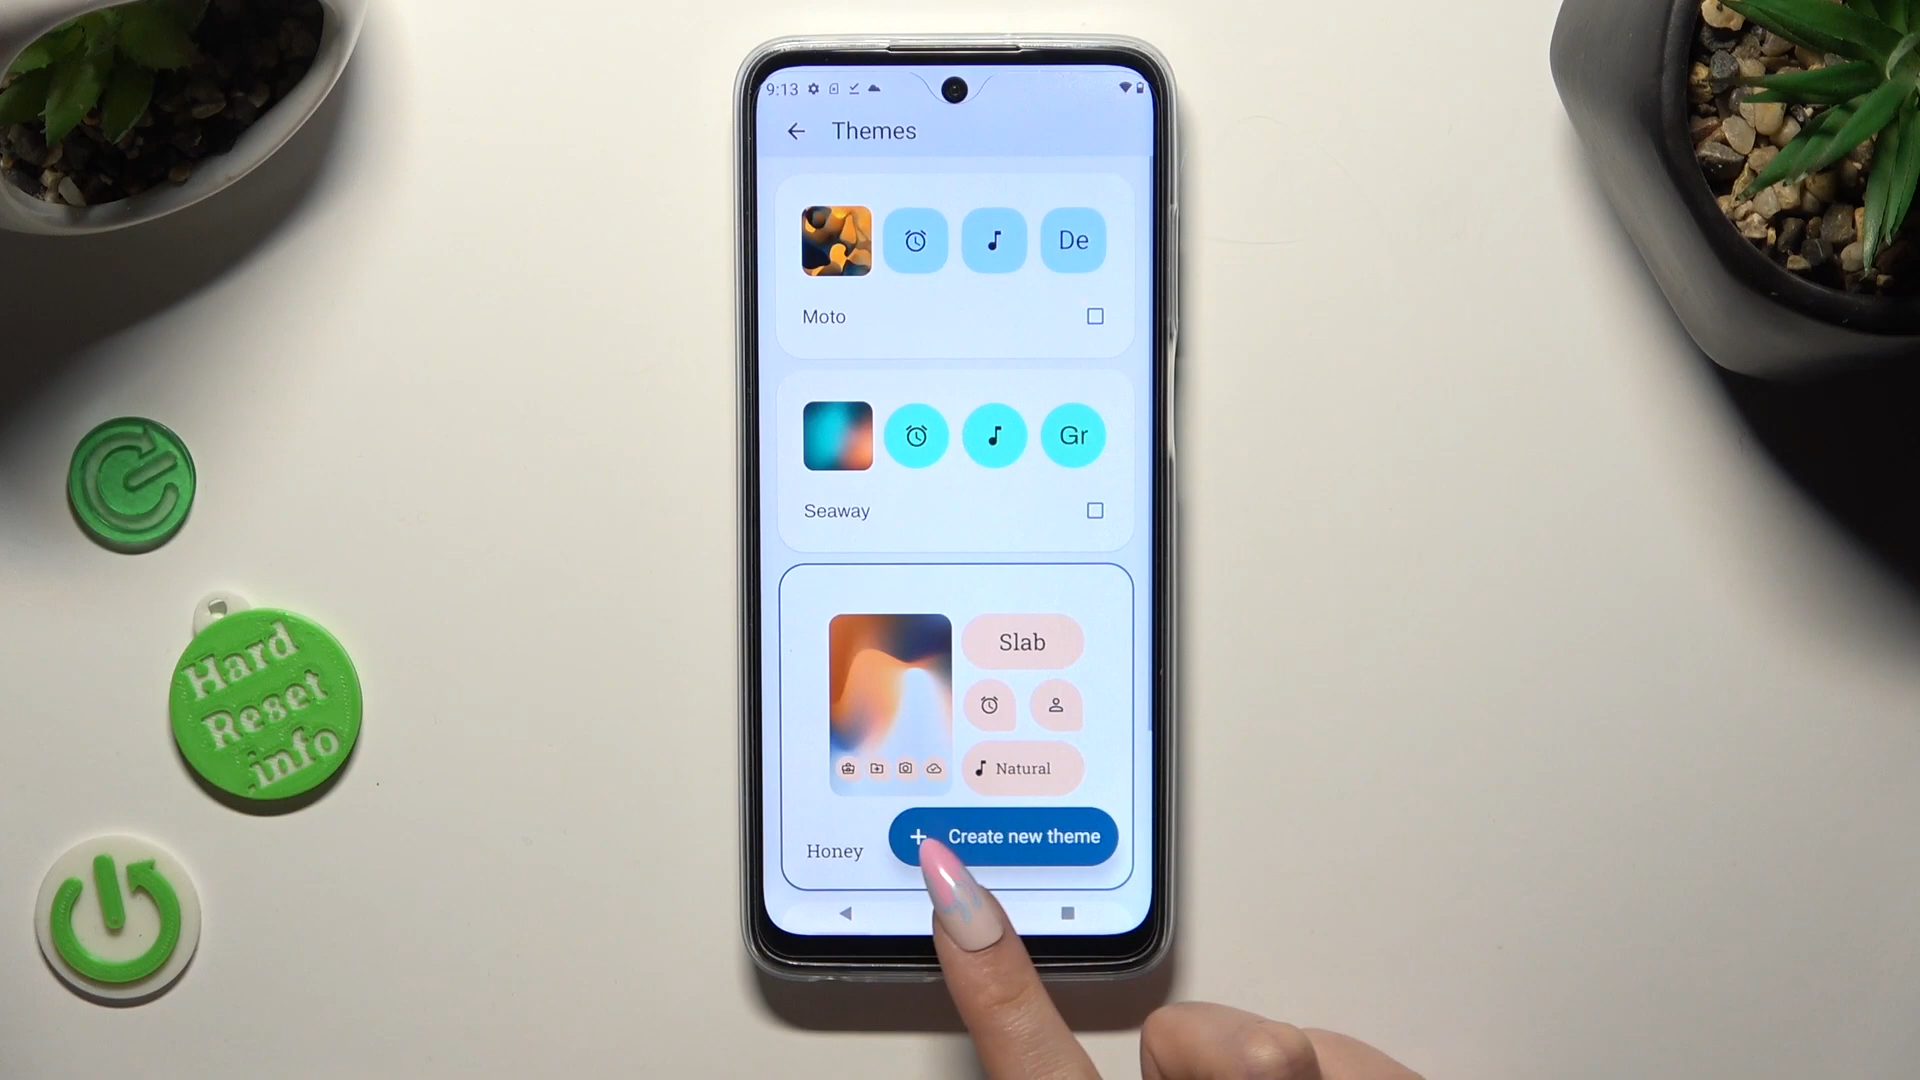 9:13
Themes
De
Moto
Gr
Seaway
Slab
Natural
Honey
Create new theme
Hard
Reset
.info